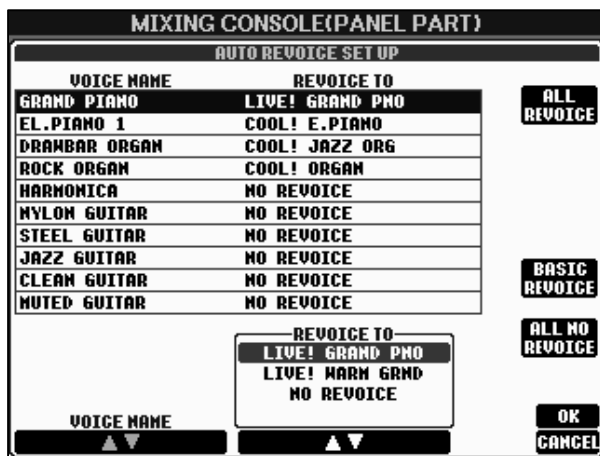 MIXING CONSOLE(PANEL PART)
AUTO REVOICE SET UP
VOICE NAME REVOICE TO
GRAND PIANO LIVE! GRAND PNO
EL.PIANO 1 COOL! E.PIANO
DRAWBAR ORGAN COOL! JAZZ ORG
ROCK ORGAN COOL! ORGAN
HARMONICA NO REVOICE
NYLON GUITAR NO REVOICE
STEEL GUITAR NO REVOICE
JAZZ GUITAR NO REVOICE
CLEAN GUITAR NO REVOICE
MUTED GUITAR NO REVOICE
ALL
REVOICE
BASIC
REVOICE
ALL NO
REVOICE
REVOICE TO
LIVE! GRAND PNO
LIVE! WARM GRND
NO REVOICE
VOICE NAME
OK
CANCEL